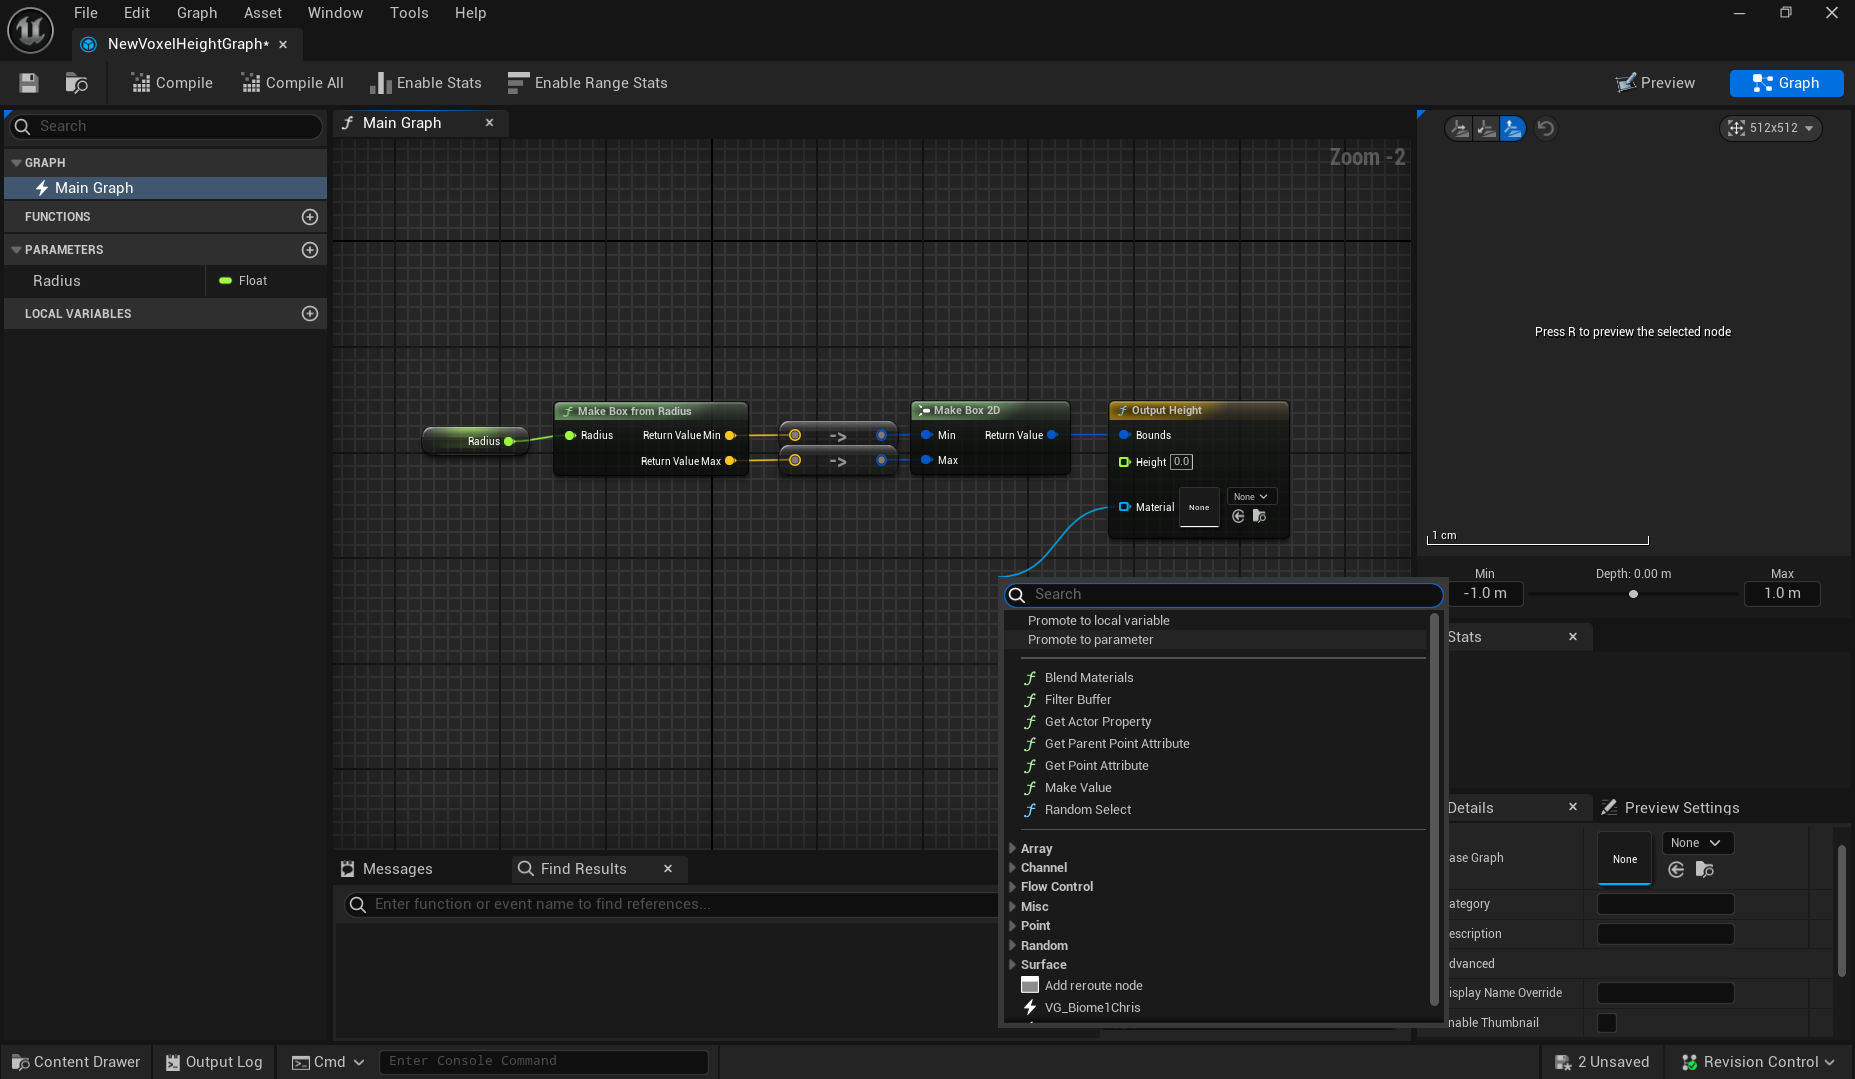 File Edit Graph Asset Window Tools Help
NewVoxelHeightGraph*
Compile Compile All Enable Stats Enable Range Stats Preview Graph
Search
GRAPH
Main Graph
FUNCTIONS
PARAMETERS
Radius Float
LOCAL VARIABLES
Main Graph
Zoom -2
Radius
Make Box from Radius
Radius Return Value Min
Return Value Max
->
->
Make Box 2D
Min Return Value
Max
Output Height
Bounds
Height 0.0
Material None None
512x512
Press R to preview the selected node
1 cm
Min Depth: 0.00 m Max
-1.0 m 1.0 m
Search
Promote to local variable
Promote to parameter
Blend Materials
Filter Buffer
Get Actor Property
Get Parent Point Attribute
Get Point Attribute
Make Value
Random Select
Array
Channel
Flow Control
Misc
Point
Random
Surface
Add reroute node
VG_Biome1Chris
Stats
Details Preview Settings
ase Graph None None
ategory
escription
dvanced
isplay Name Override
nable Thumbnail
Messages Find Results
Enter function or event name to find references...
Content Drawer Output Log Cmd Enter Console Command 2 Unsaved Revision Control